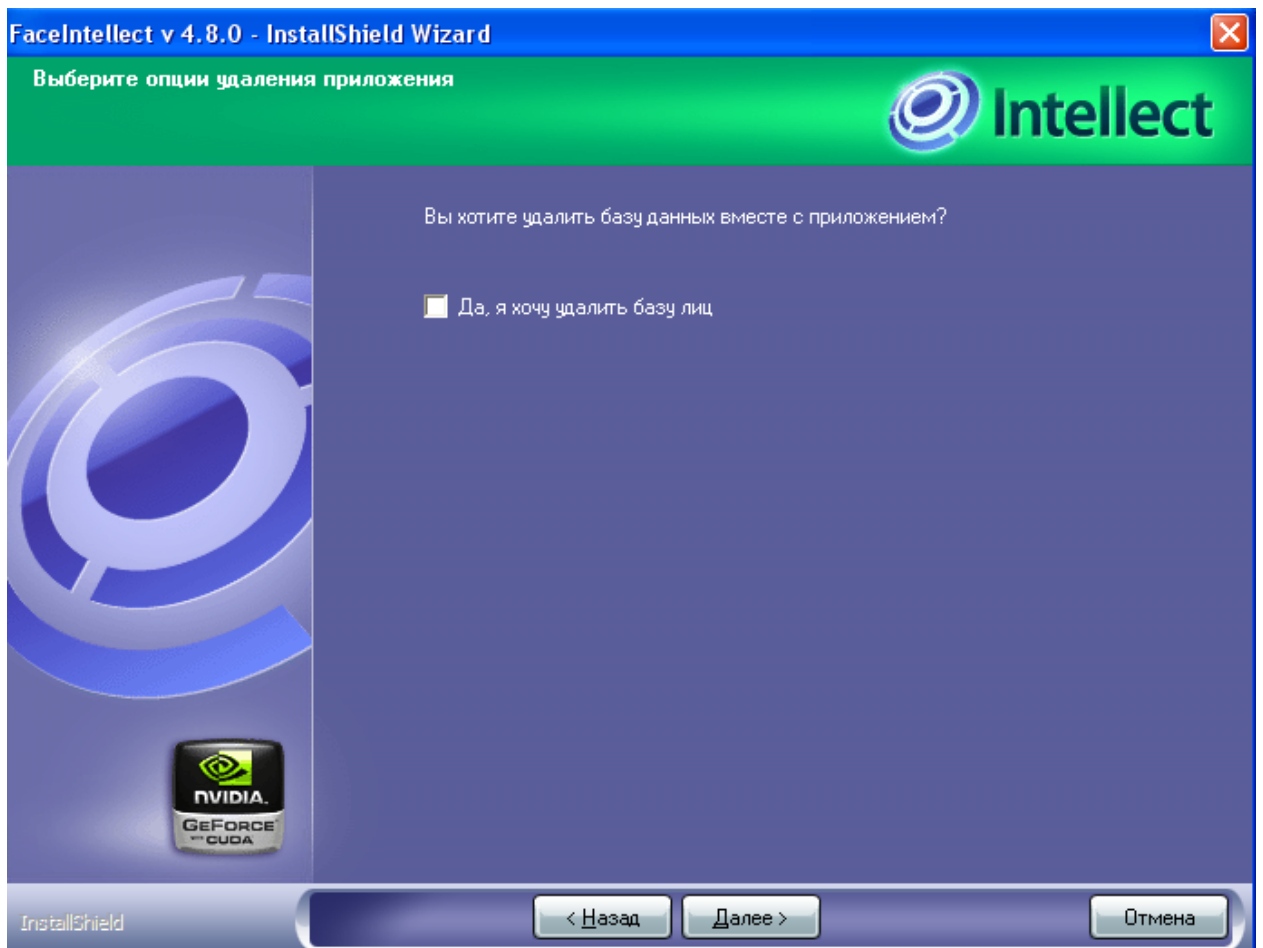 FaceIntellect v 4.8.0 - InstallShield Wizard
Выберите опции удаления приложения
Intellect
Вы хотите удалить базу данных вместе с приложением?
Да, я хочу удалить базу лиц
NVIDIA.
GEFORCE
WITH CUDA
InstallShield
< Назад
Далее >
Отмена